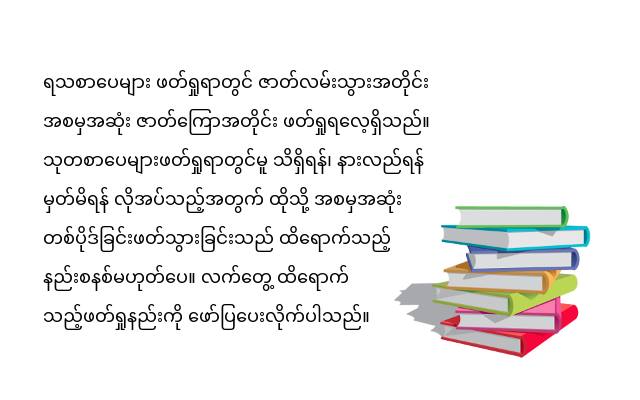 ရသစာပေများ ဖတ်ရှုရာတွင် ဇာတ်လမ်းသွားအတိုင်း
အစမှအဆုံး ဇာတ်ကြောအတိုင်း ဖတ်ရှုရလေ့ရှိသည်။
သုတစာပေများဖတ်ရှုရာတွင်မူ သိရှိရန်၊ နားလည်ရန်
မှတ်မိရန် လိုအပ်သည့်အတွက် ထိုသို့ အစမှအဆုံး
တစ်ပိုဒ်ခြင်းဖတ်သွားခြင်းသည် ထိရောက်သည့်
နည်းစနစ်မဟုတ်ပေ။ လက်တွေ့ ထိရောက်
သည့်ဖတ်ရှုနည်းကို ဖော်ပြပေးလိုက်ပါသည်။